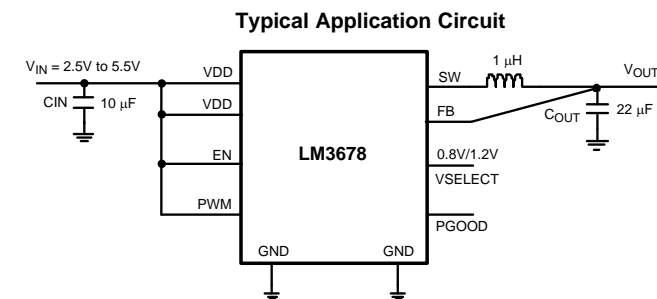 Typical Application Circuit
VIN = 2.5V to 5.5V
CIN
10 μF
VDD
VDD
EN
PWM
GND
LM3678
GND
SW
FB
0.8V/1.2V
VSELECT
PGOOD
1 μH
VOUT
COUT
22 μF